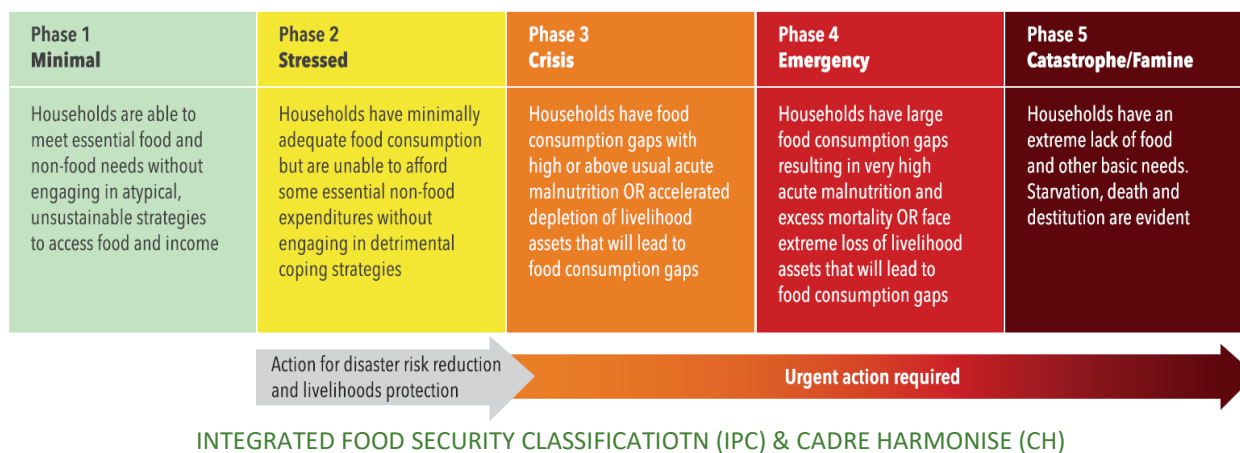 Phase 1
Minimal
Households are able to
meet essential food and
non-food needs without
engaging in atypical,
unsustainable strategies
to access food and income
Phase 2
Stressed
Households have minimally
adequate food consumption
but are unable to afford
some essential non-food
expenditures without
engaging in detrimental
coping strategies
Phase 3
Crisis
Households have food
consumption gaps with
high or above usual acute
malnutrition OR accelerated
depletion of livelihood
assets that will lead to
food consumption gaps
Phase 4
Emergency
Households have large
food consumption gaps
resulting in very high
acute malnutrition and
excess mortality OR face
extreme loss of livelihood
assets that will lead to
food consumption gaps
Phase 5
Catastrophe/Famine
Households have an
extreme lack of food
and other basic needs.
Starvation, death and
destitution are evident
Action for disaster risk reduction
and livelihoods protection
Urgent action required
INTEGRATED FOOD SECURITY CLASSIFICATIOTN (IPC) & CADRE HARMONISE (CH)